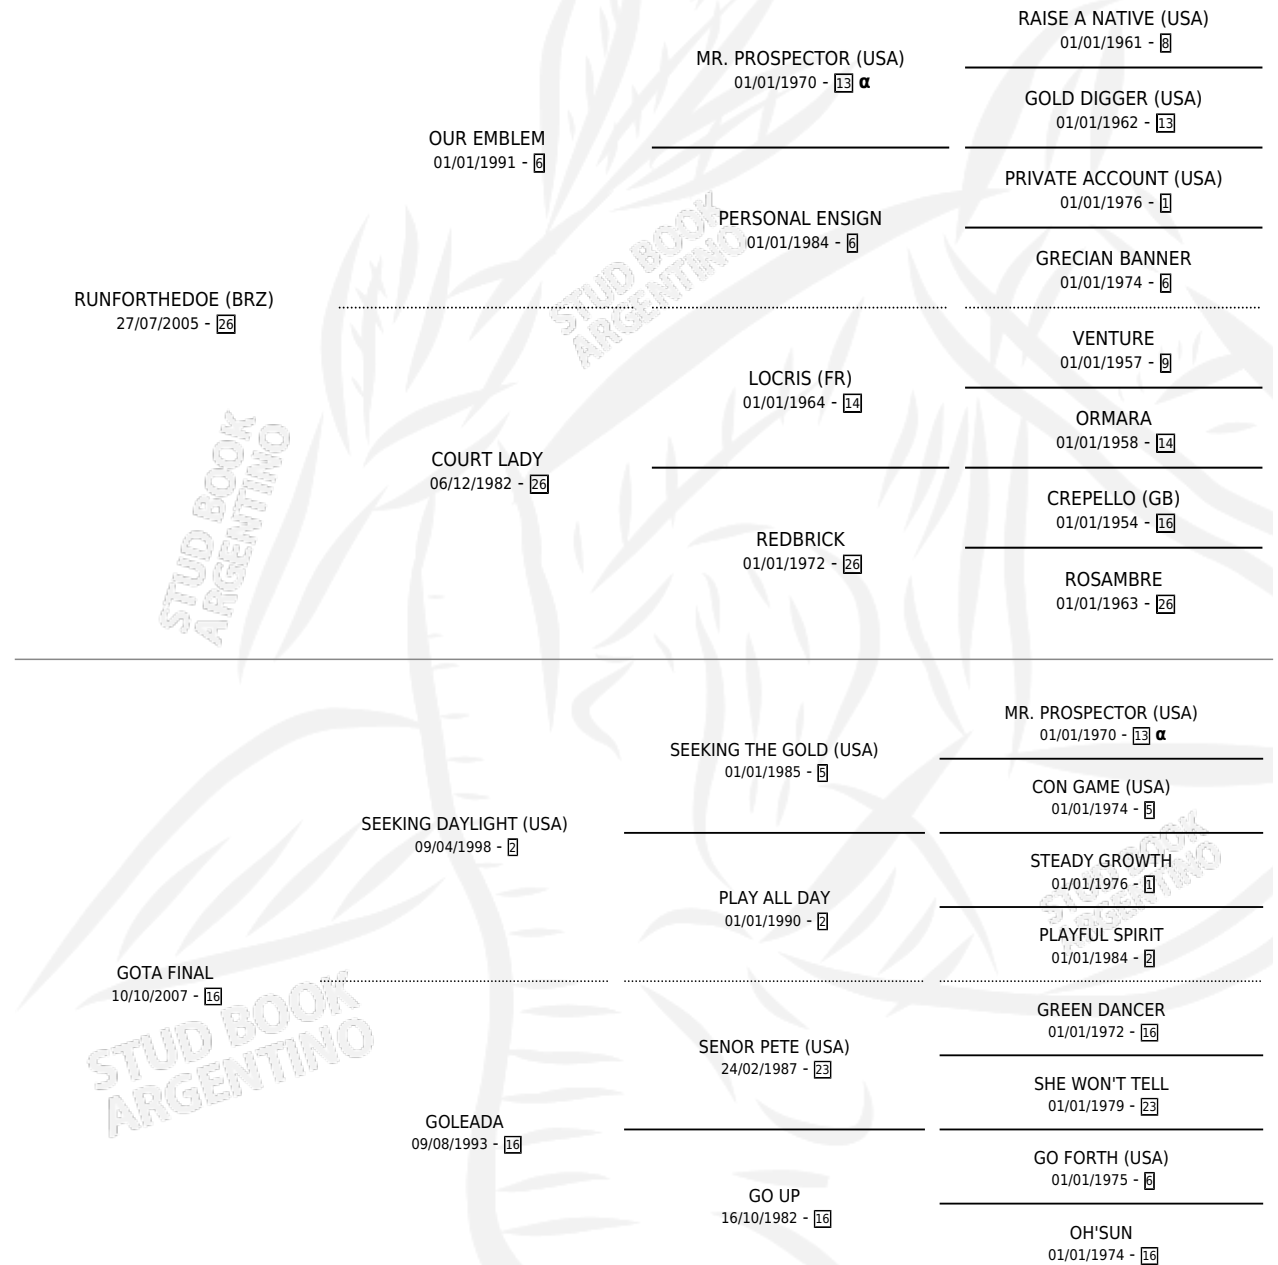 RAISE A NATIVE (USA)
01/01/1961 - 8
MR. PROSPECTOR (USA)
01/01/1970 - 13 α
GOLD DIGGER (USA)
01/01/1962 - 13
OUR EMBLEM
01/01/1991 - 6
PRIVATE ACCOUNT (USA)
01/01/1976 - 1
PERSONAL ENSIGN
01/01/1984 - 6
GRECIAN BANNER
01/01/1974 - 6
RUNFORTHEDOE (BRZ)
27/07/2005 - 26
STUD BOOK
ARGENTINO
VENTURE
01/01/1957 - 9
LOCRIS (FR)
01/01/1964 - 14
ORMARA
01/01/1958 - 14
COURT LADY
06/12/1982 - 26
CREPELLO (GB)
01/01/1954 - 16
REDBRICK
01/01/1972 - 26
ROSAMBRE
01/01/1963 - 26
STUD BOOK
ARGENTINO
MR. PROSPECTOR (USA)
01/01/1970 - 13 α
SEEKING THE GOLD (USA)
01/01/1985 - 5
CON GAME (USA)
01/01/1974 - 5
SEEKING DAYLIGHT (USA)
09/04/1998 - 2
STEADY GROWTH
01/01/1976 - 1
STUD BOOK
ARGENTINO
PLAY ALL DAY
01/01/1990 - 2
PLAYFUL SPIRIT
01/01/1984 - 2
GOTA FINAL
10/10/2007 - 16
STUD BOOK
ARGENTINO
GREEN DANCER
01/01/1972 - 16
SENOR PETE (USA)
24/02/1987 - 23
SHE WON'T TELL
01/01/1979 - 23
GOLEADA
09/08/1993 - 16
GO FORTH (USA)
01/01/1975 - 6
GO UP
16/10/1982 - 16
OH'SUN
01/01/1974 - 16